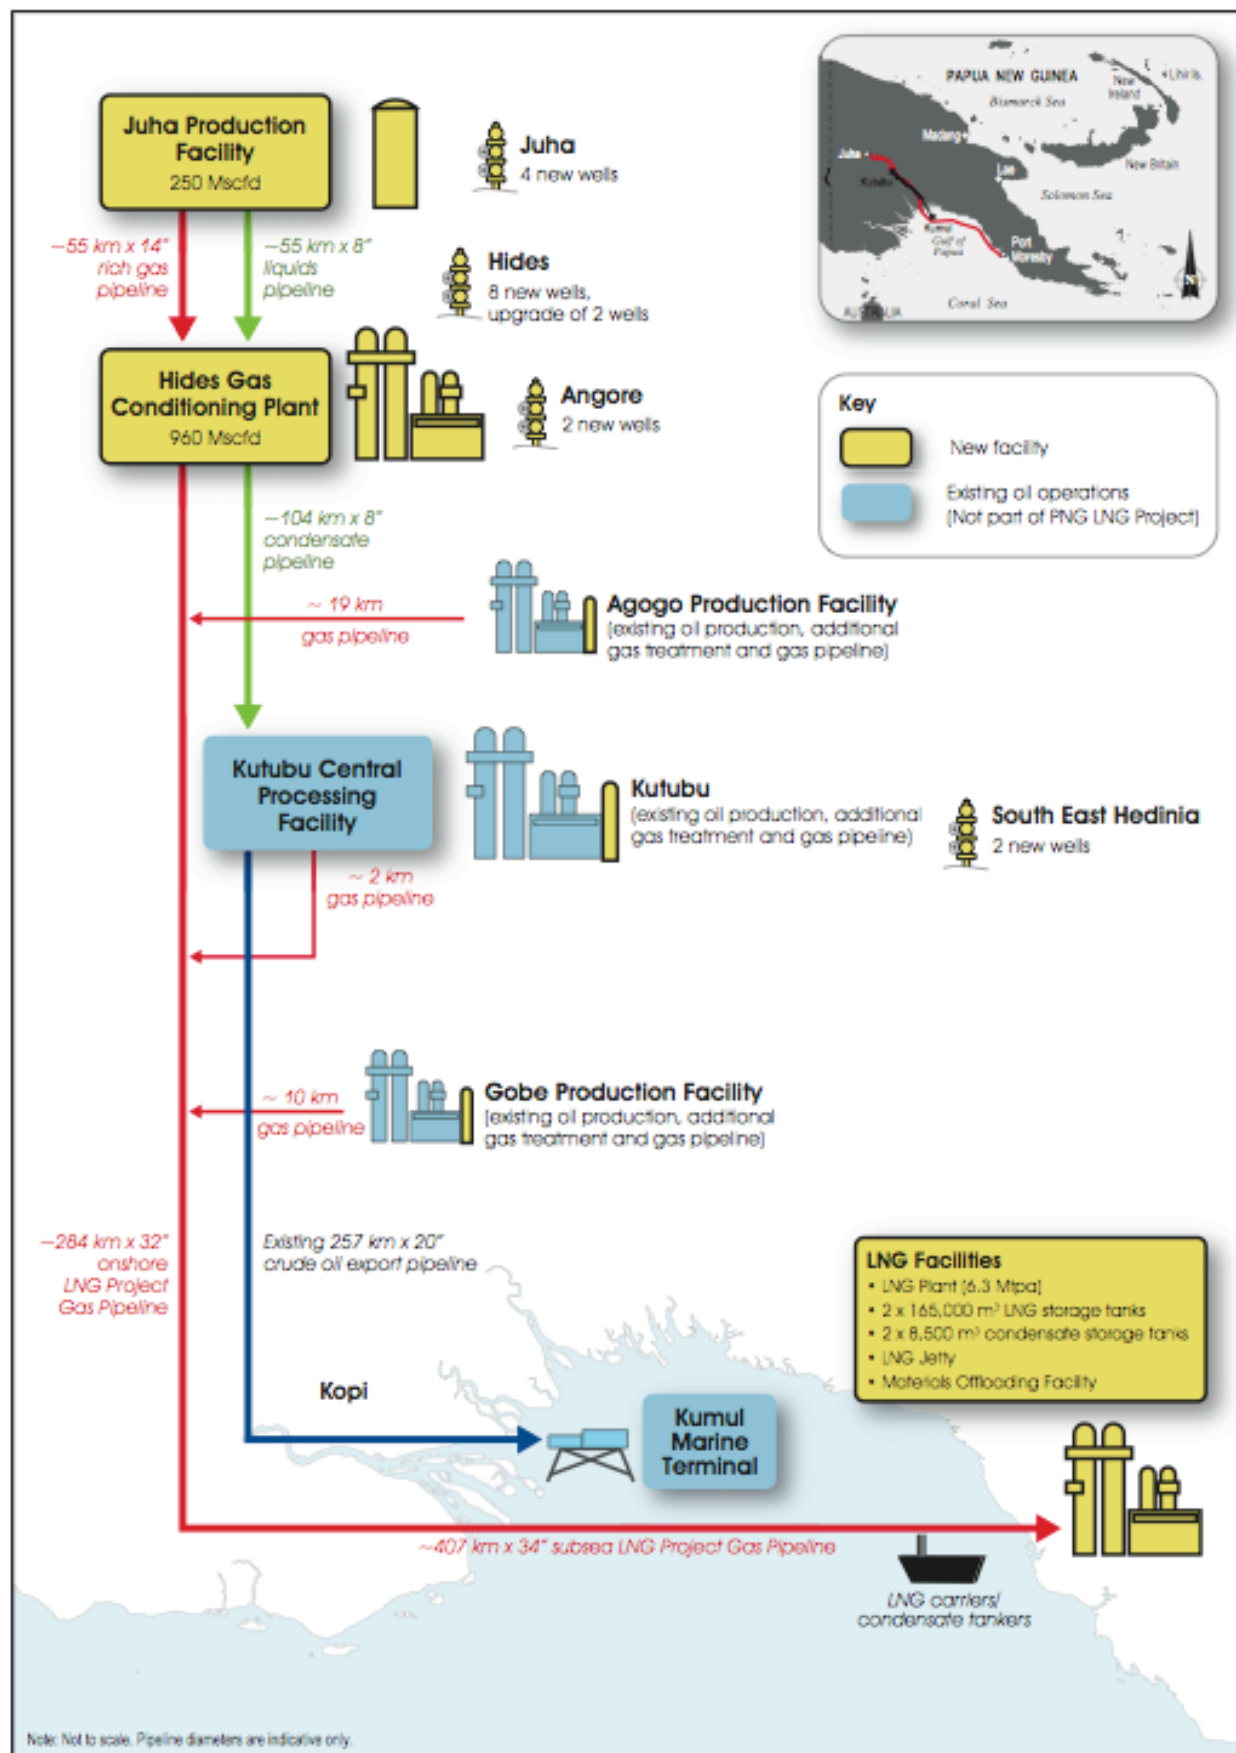 Juha Production
Facility
250 Mscfd
Juha
4 new wells
~55 km x 14"
rich gas
pipeline
~55 km x 8"
liquids
pipeline
Hides
8 new wells,
upgrade of 2 wells
Hides Gas
Conditioning Plant
960 Mscfd
Angore
2 new wells
PAPUA NEW GUINEA
Bismarck Sea
New
Ireland
Lihir Is.
Madang
Juha
Kutubu
Lae
New Britain
Solomon Sea
Kumul
Gulf of
Papua
Port
Moresby
Coral Sea
AUSTRALIA
N
Key
New facility
Existing oil operations
(Not part of PNG LNG Project)
~104 km x 8"
condensate
pipeline
~ 19 km
gas pipeline
Agogo Production Facility
(existing oil production, additional
gas treatment and gas pipeline)
Kutubu Central
Processing
Facility
Kutubu
(existing oil production, additional
gas treatment and gas pipeline)
South East Hedinia
2 new wells
~ 2 km
gas pipeline
~ 10 km
gas pipeline
Gobe Production Facility
(existing oil production, additional
gas treatment and gas pipeline)
~284 km x 32"
onshore
LNG Project
Gas Pipeline
Existing 257 km x 20"
crude oil export pipeline
LNG Facilities
• LNG Plant (6.3 Mtpa)
• 2 x 165,000 m³ LNG storage tanks
• 2 x 8,500 m³ condensate storage tanks
• LNG Jetty
• Materials Offloading Facility
Kopi
Kumul
Marine
Terminal
~407 km x 34" subsea LNG Project Gas Pipeline
LNG carriers/
condensate tankers
Note: Not to scale. Pipeline diameters are indicative only.